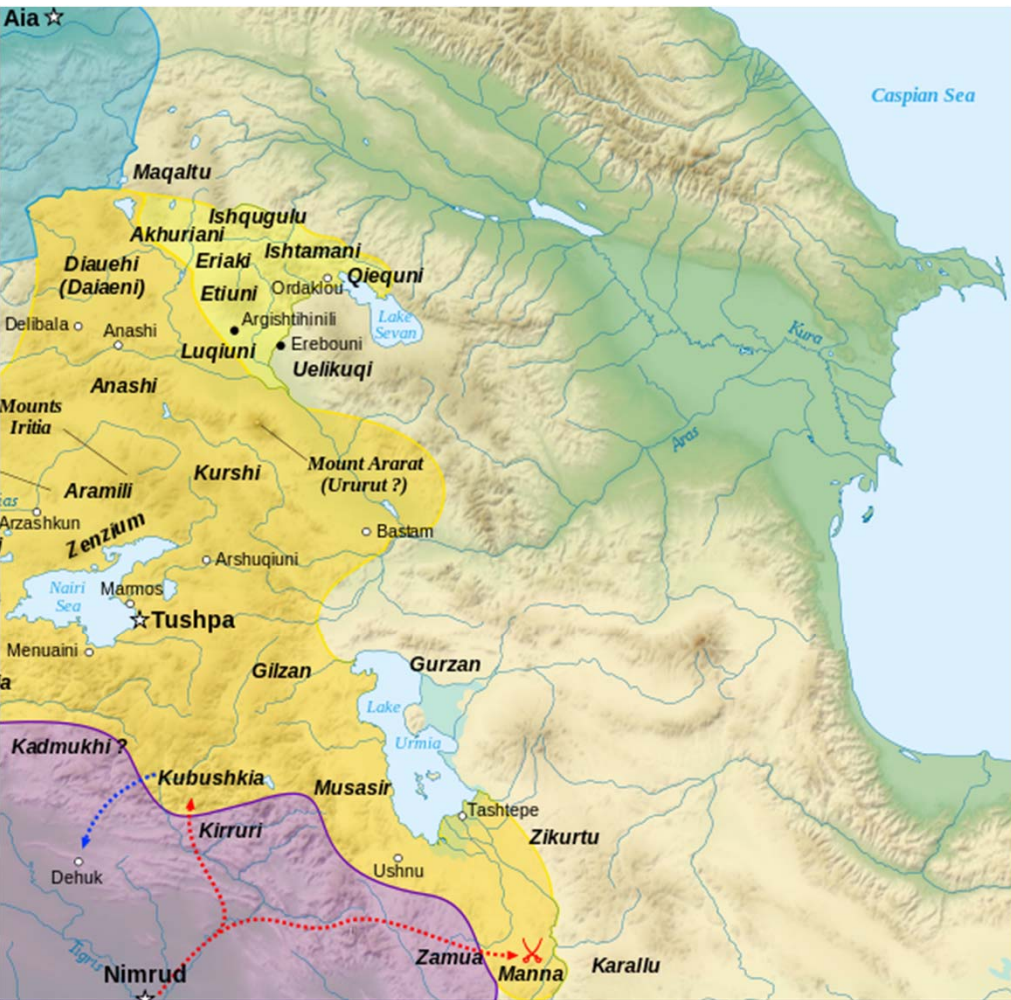 Aia
Caspian Sea
Maqaltu
Ishqugulu
Akhuriani
Ishtamani
Diauehi
(Daiaeni)
Eriaki
Qiequni
Etiuni
Ordaklou
Delibala
Anashi
Argishtihinili
Lake
Sevan
Luqiuni
Erebouni
Kura
Uelikuqi
Anashi
Mounts
Iritia
Aras
Mount Ararat
(Ururut ?)
Kurshi
Aramili
ias
Arzashkun
Zenzium
i
Bastam
Arshuqiuni
Nairi
Sea
Marmos
Tushpa
Menuaini
Gilzan
Gurzan
ia
Lake
Urmia
Kadmukhi ?
Kubushkia
Musasir
Tashtepe
Kirruri
Zikurtu
Dehuk
Ushnu
Tigris
Zamua
Nimrud
Manna
Karallu